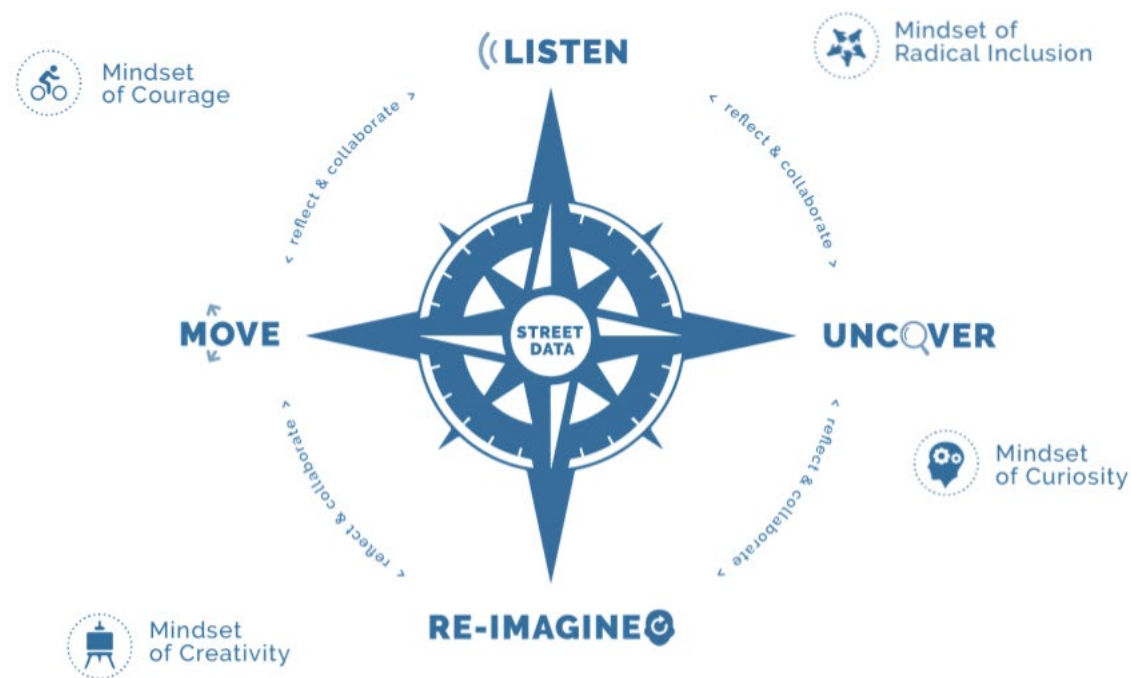 LISTEN
Mindset of
Radical Inclusion
Mindset
of Courage
< reflect & collaborate >
< reflect & collaborate >
MOVE
STREET
DATA
UNCOVER
< reflect & collaborate >
< reflect & collaborate >
Mindset
of Curiosity
RE-IMAGINE
Mindset
of Creativity